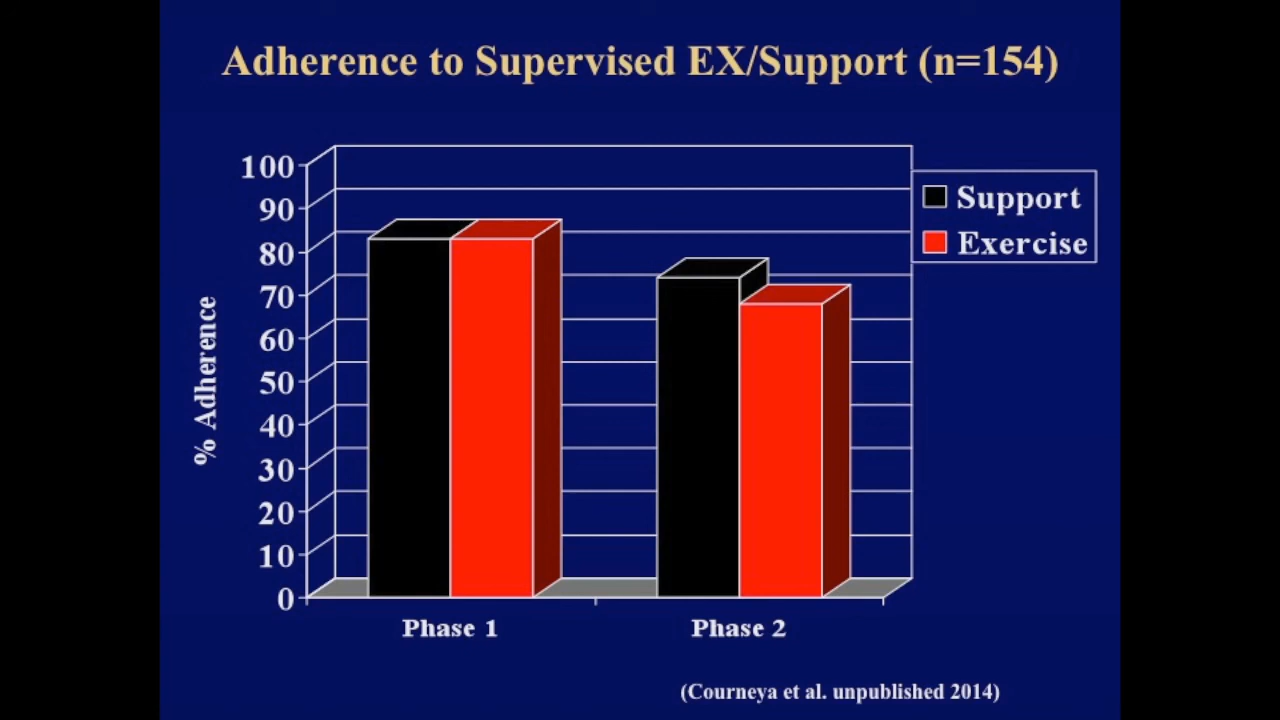 Adherence to Supervised EX/Support (n=154)
100
90
80
70
60
50
40
30
20
10
0
% Adherence
Support
Exercise
Phase 1
Phase 2
(Courneya et al. unpublished 2014)